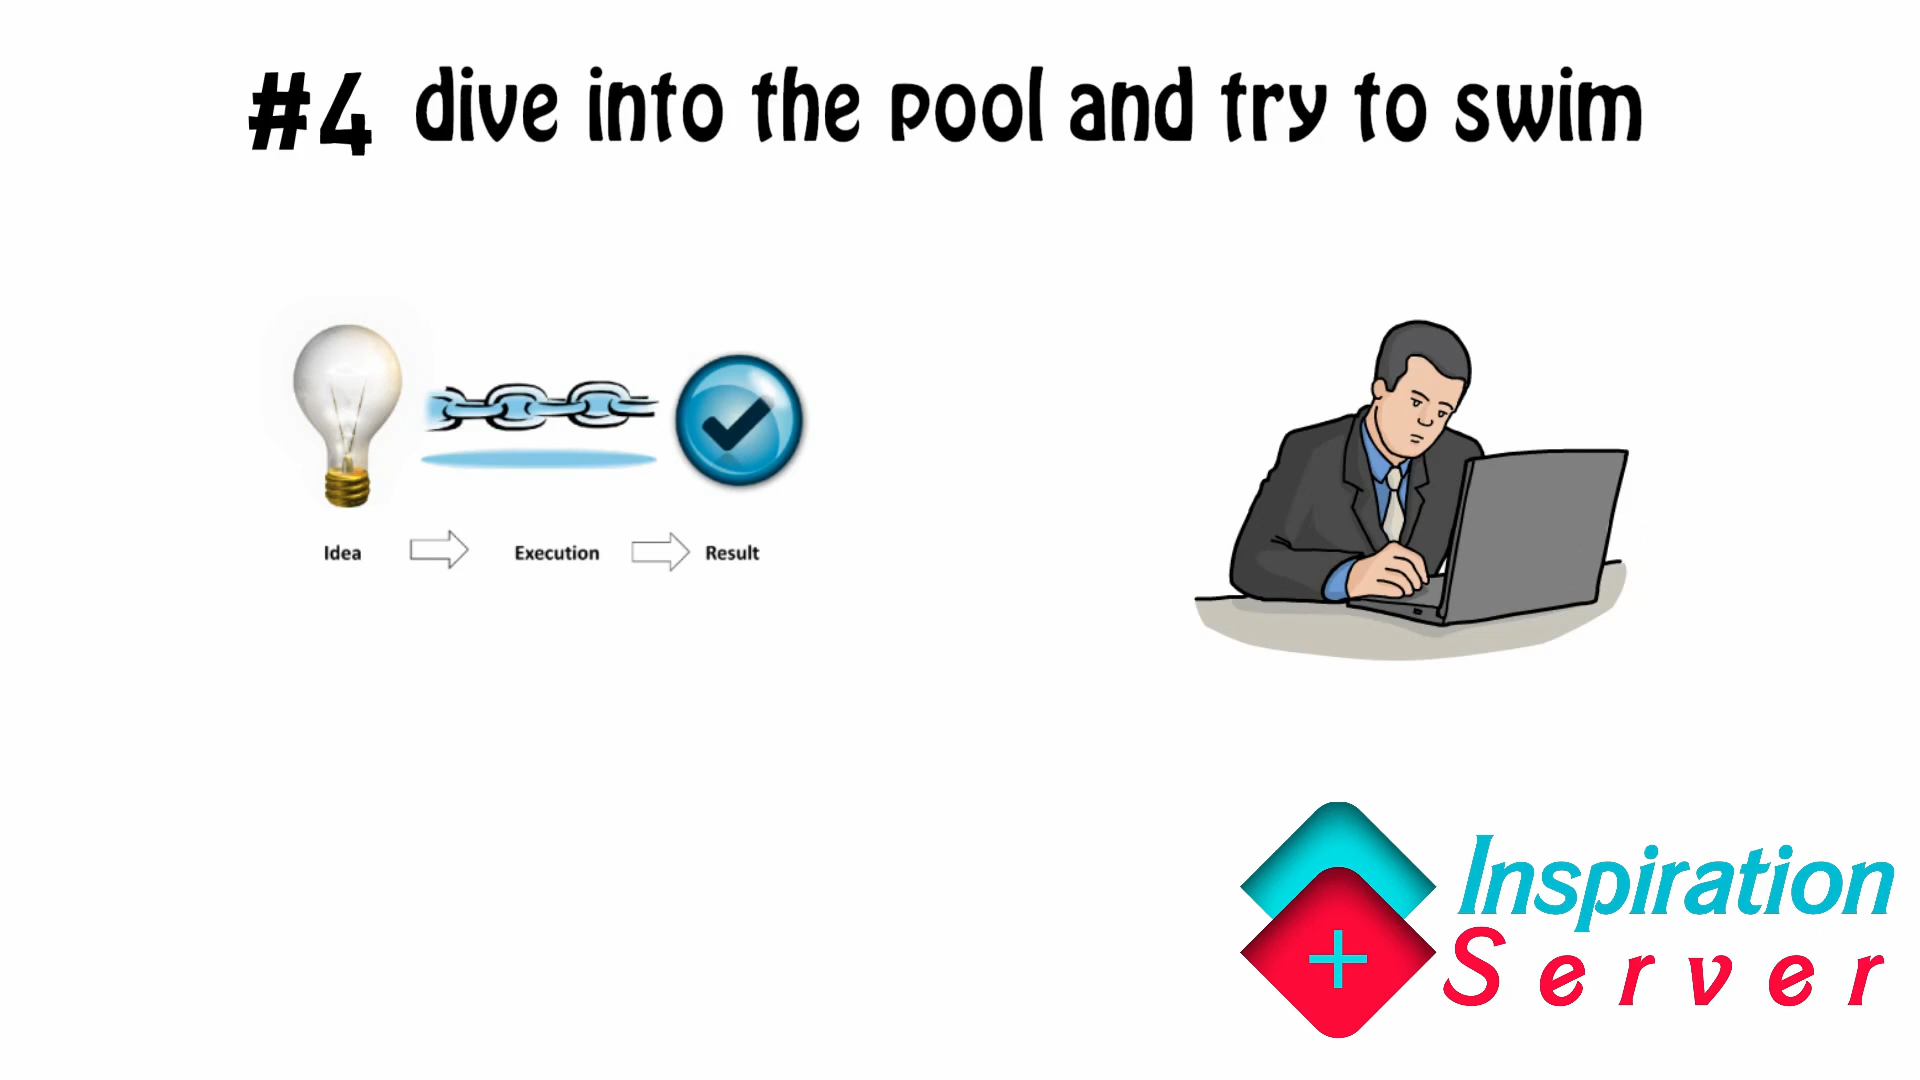 #4 dive into the pool and try to swim
Idea Execution Result
Inspiration
Server